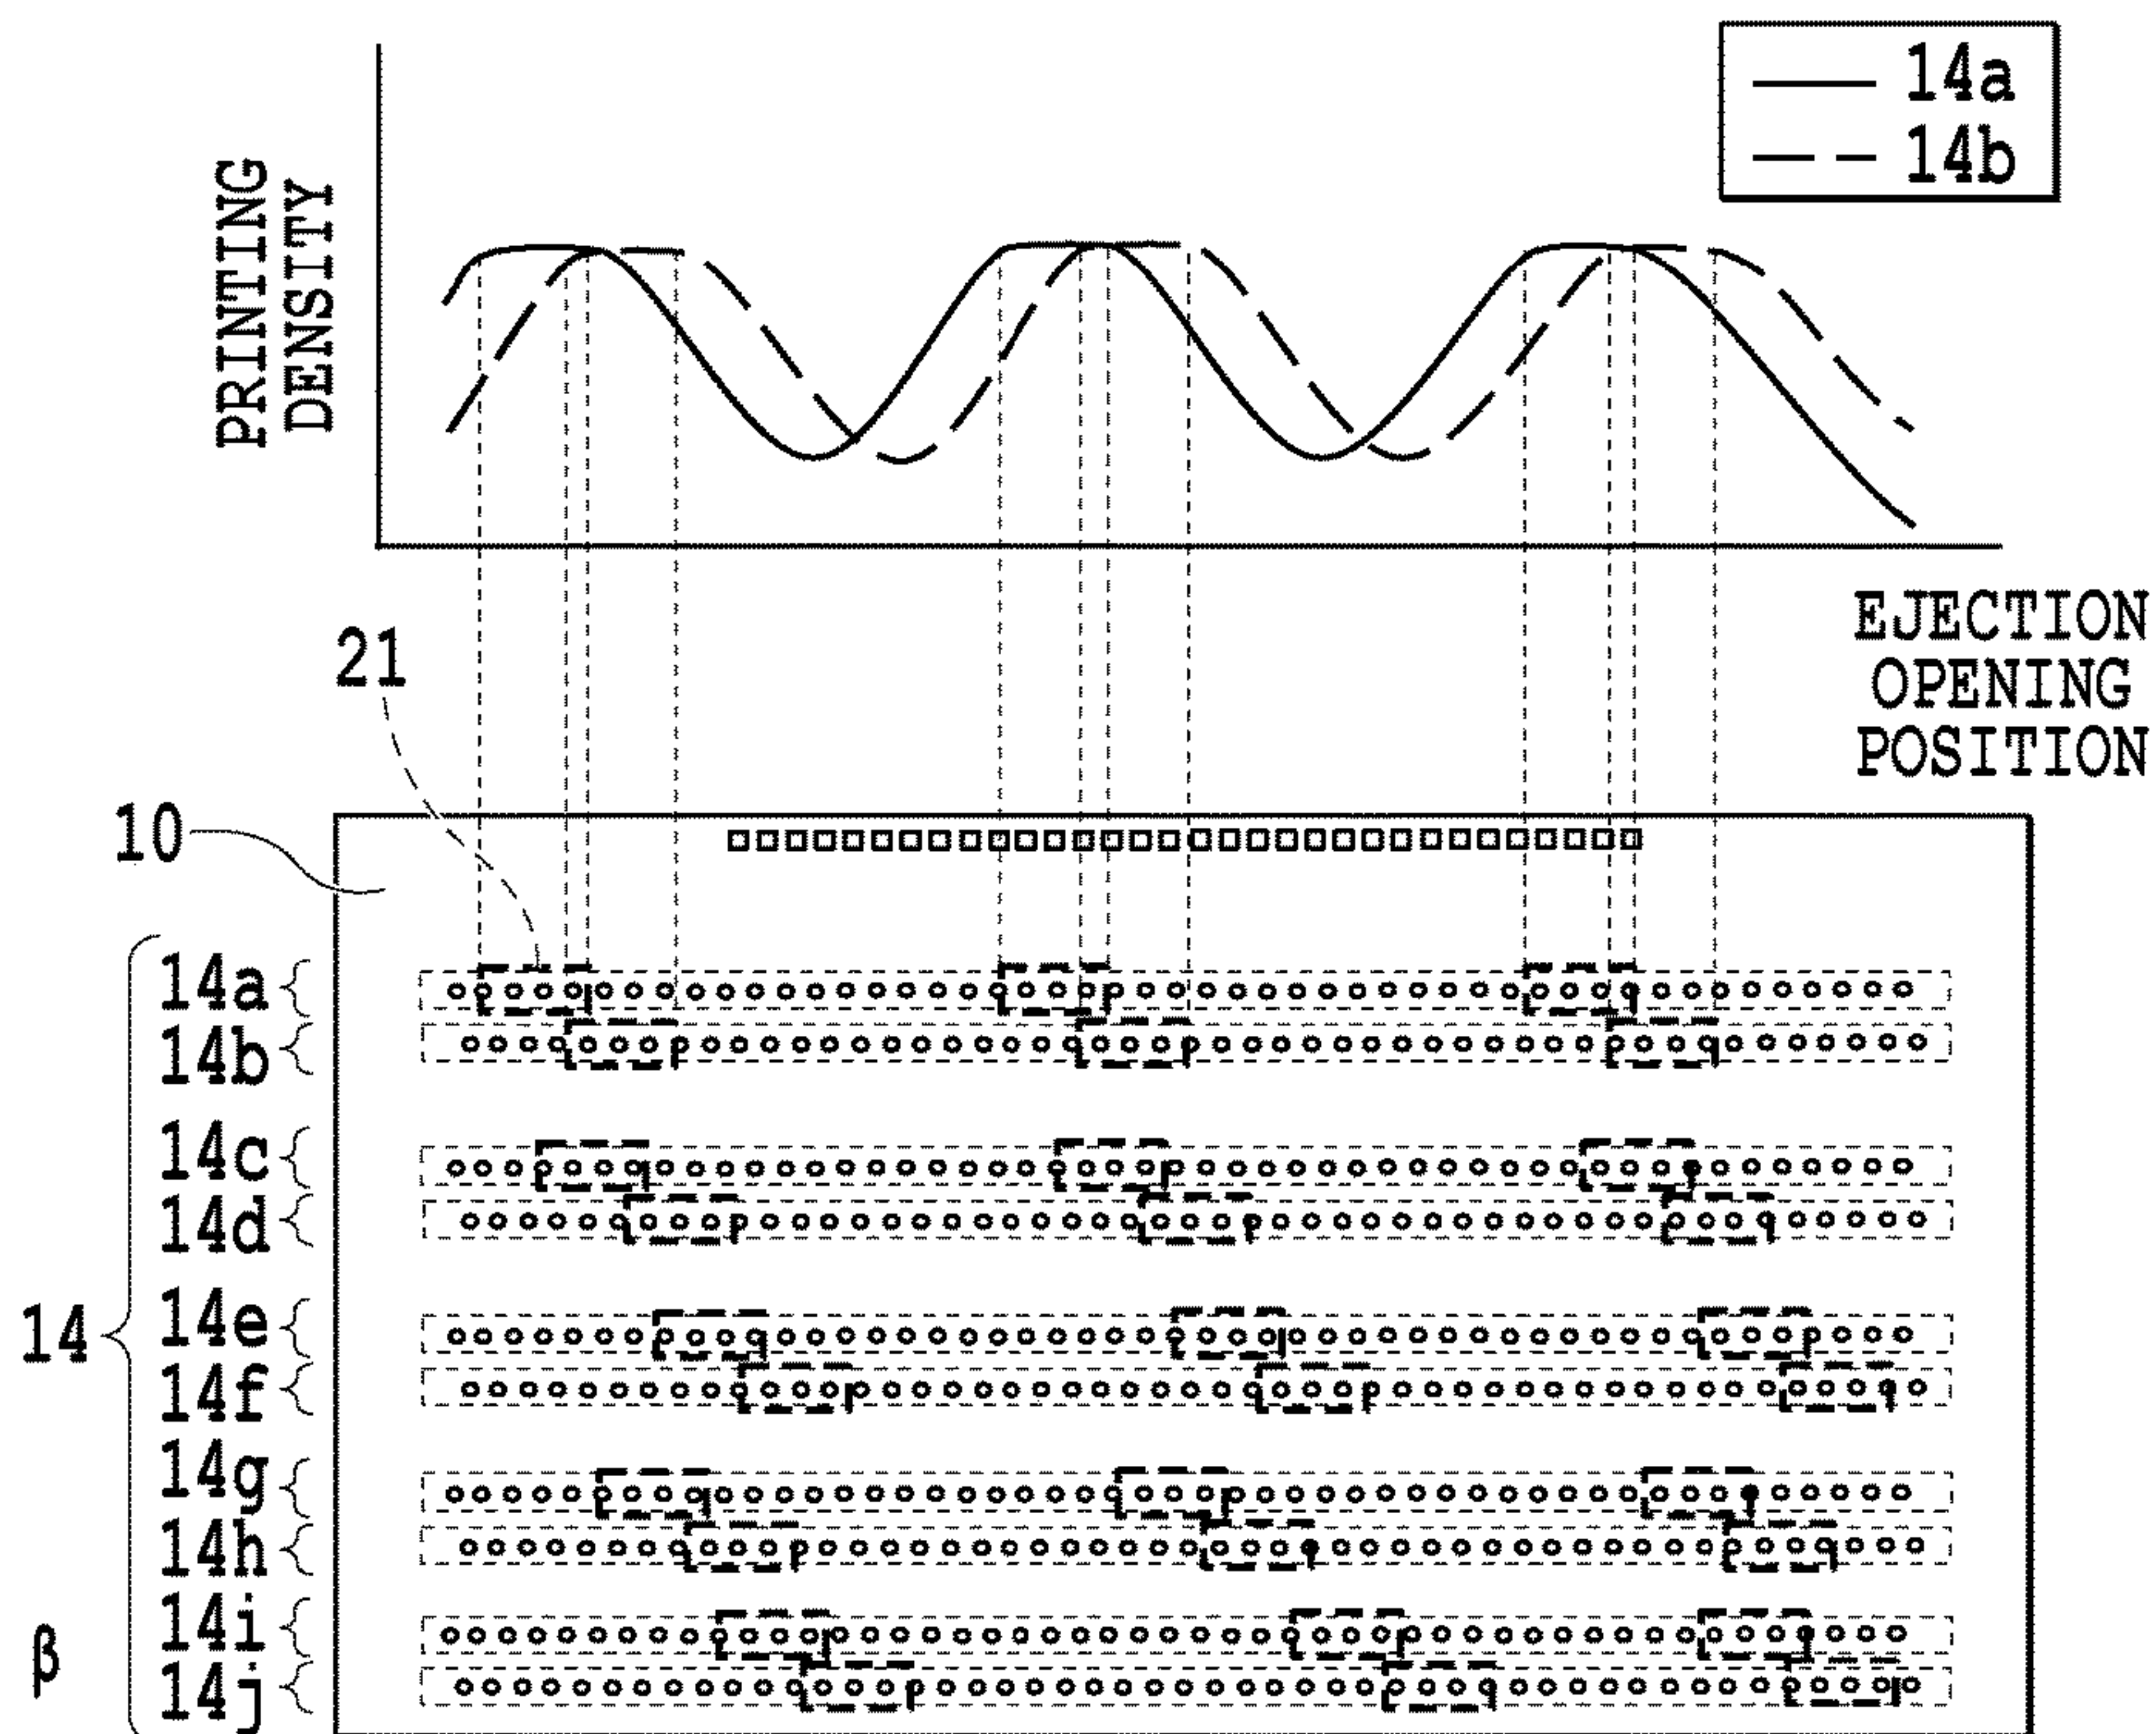 14a
14b
PRINTING
DENSITY
EJECTION
OPENING
POSITION
21
10
14
14a
14b
14c
14d
14e
14f
14g
14h
14i
14j
β